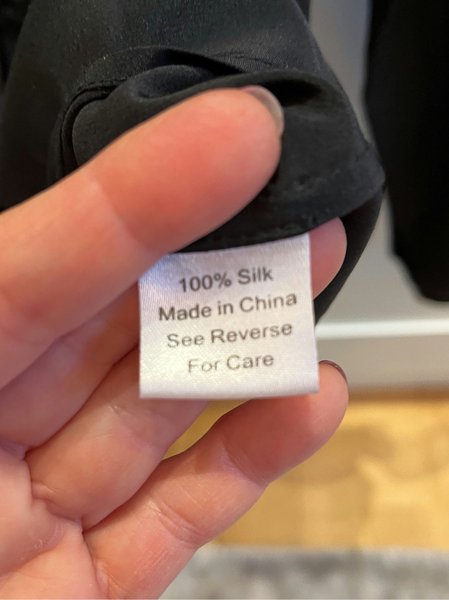 100% Silk
Made in China
See Reverse
For Care